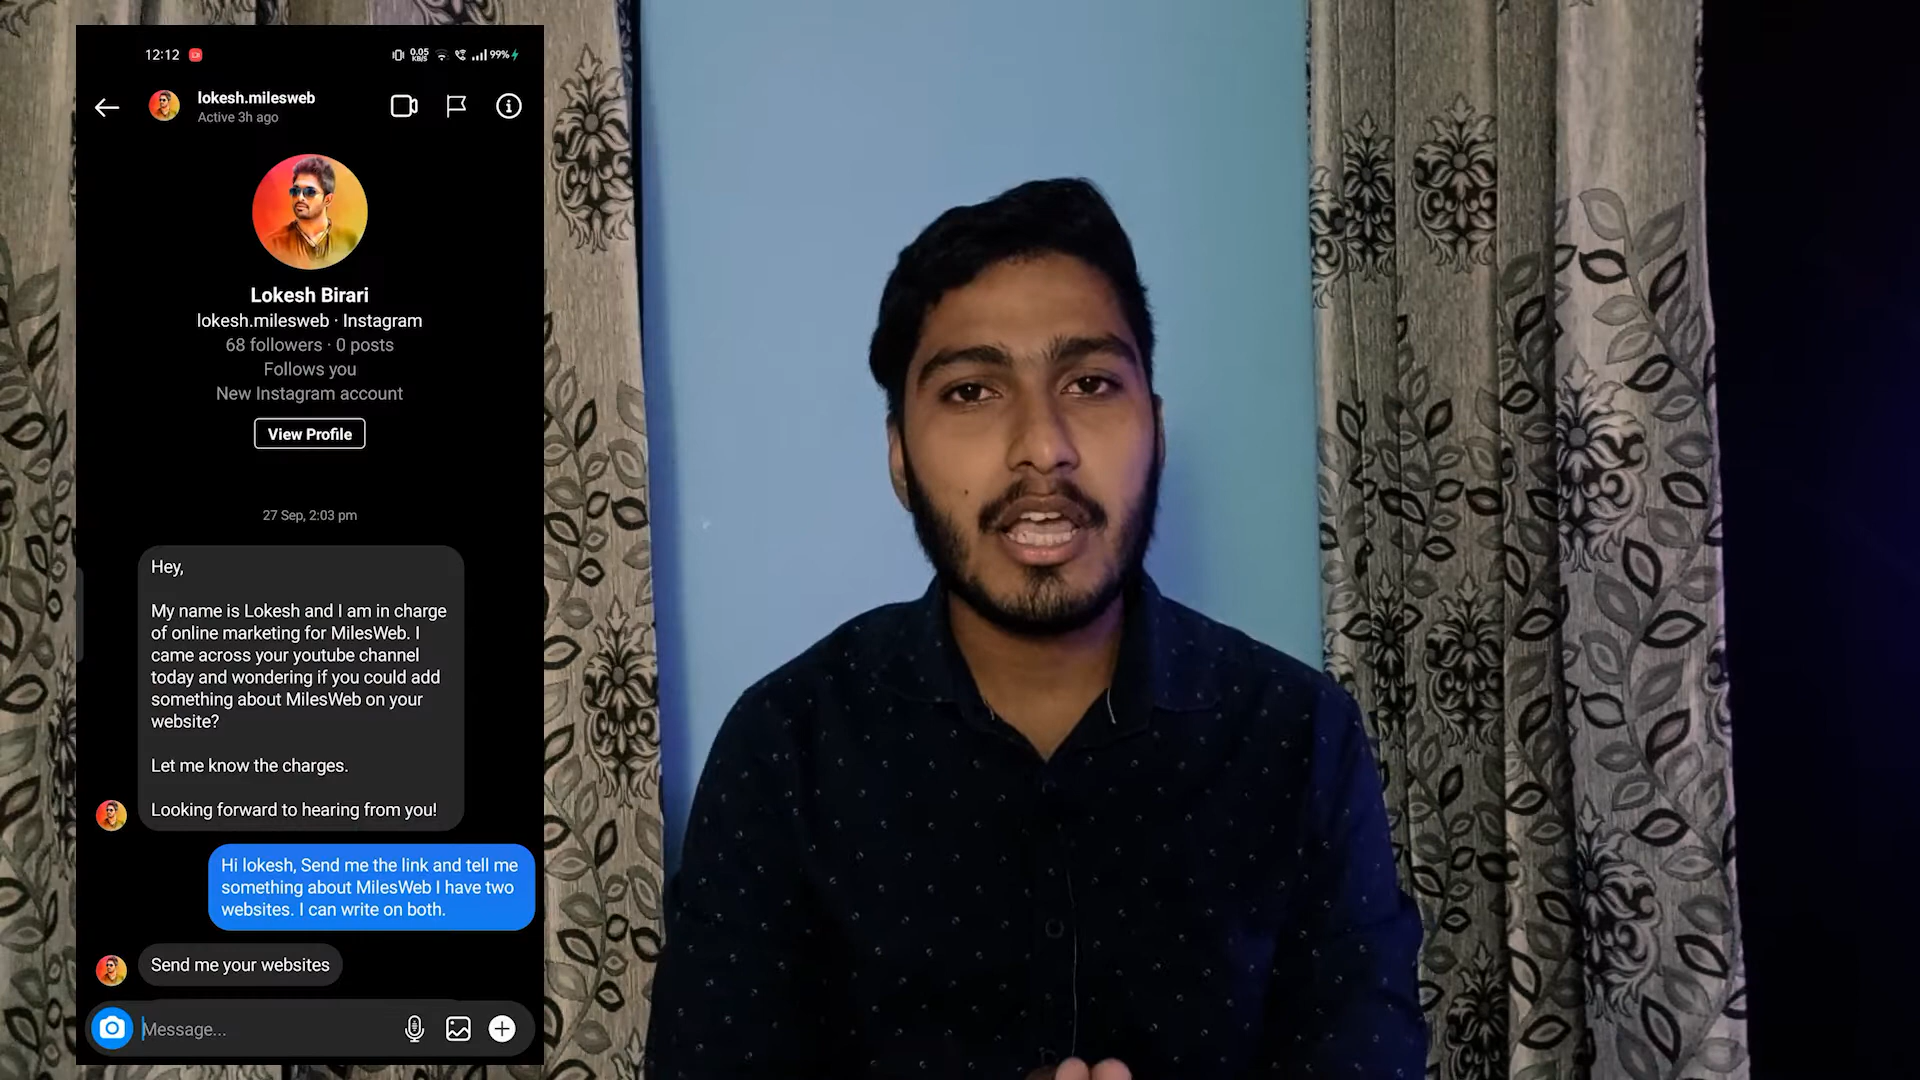 12:12
0.05
KB/S
99%
lokesh.milesweb
Active 3h ago
Lokesh Birari
lokesh.milesweb · Instagram
68 followers · 0 posts
Follows you
New Instagram account
View Profile
27 Sep, 2:03 pm
Hey,
My name is Lokesh and I am in charge
of online marketing for MilesWeb. I
came across your youtube channel
today and wondering if you could add
something about MilesWeb on your
website?
Let me know the charges.
Looking forward to hearing from you!
Hi lokesh, Send me the link and tell me
something about MilesWeb I have two
websites. I can write on both.
Send me your websites
Message...